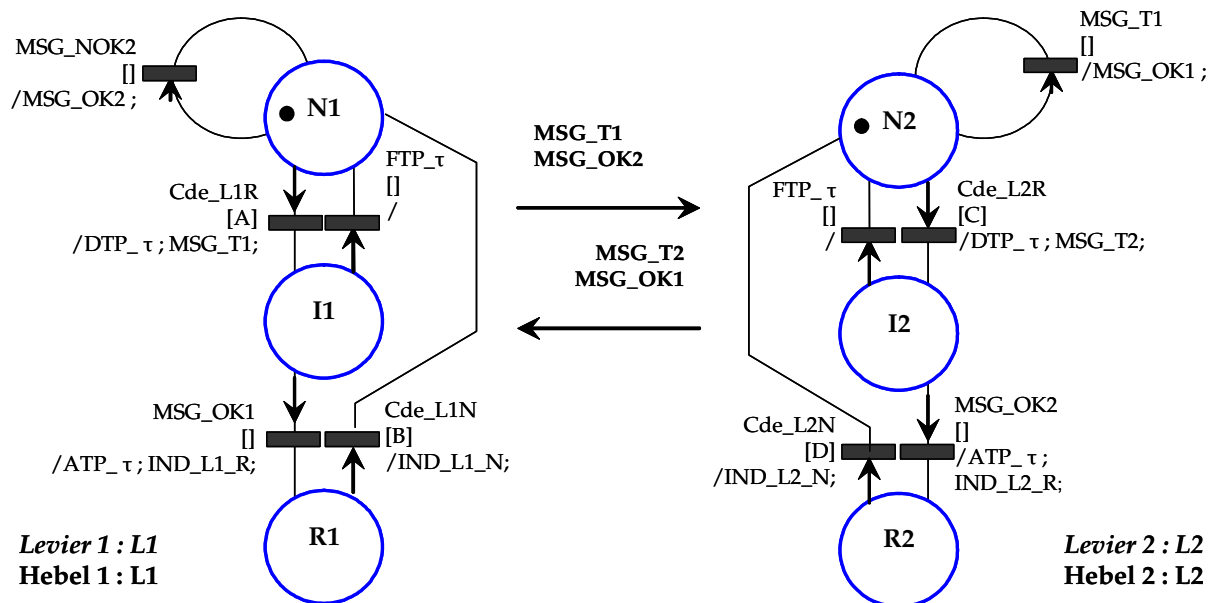 MSG_NOK2
[]
/MSG_OK2 ;
N1
Cde_L1R
[A]
/DTP_ τ ; MSG_T1;
FTP_τ
[]
/
I1
MSG_OK1
[]
/ATP_ τ ; IND_L1_R;
Cde_L1N
[B]
/IND_L1_N;
R1
Levier 1 : L1
Hebel 1 : L1
MSG_T1
MSG_OK2
MSG_T2
MSG_OK1
MSG_T1
[]
/MSG_OK1 ;
N2
FTP_ τ
[]
/
Cde_L2R
[C]
/DTP_ τ ; MSG_T2;
I2
Cde_L2N
[D]
/IND_L2_N;
MSG_OK2
[]
/ATP_ τ ;
IND_L2_R;
R2
Levier 2 : L2
Hebel 2 : L2